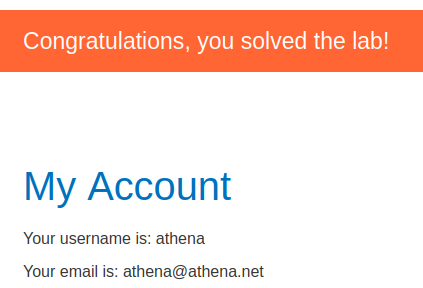 Congratulations, you solved the lab!
My Account
Your username is: athena
Your email is: athena@athena.net